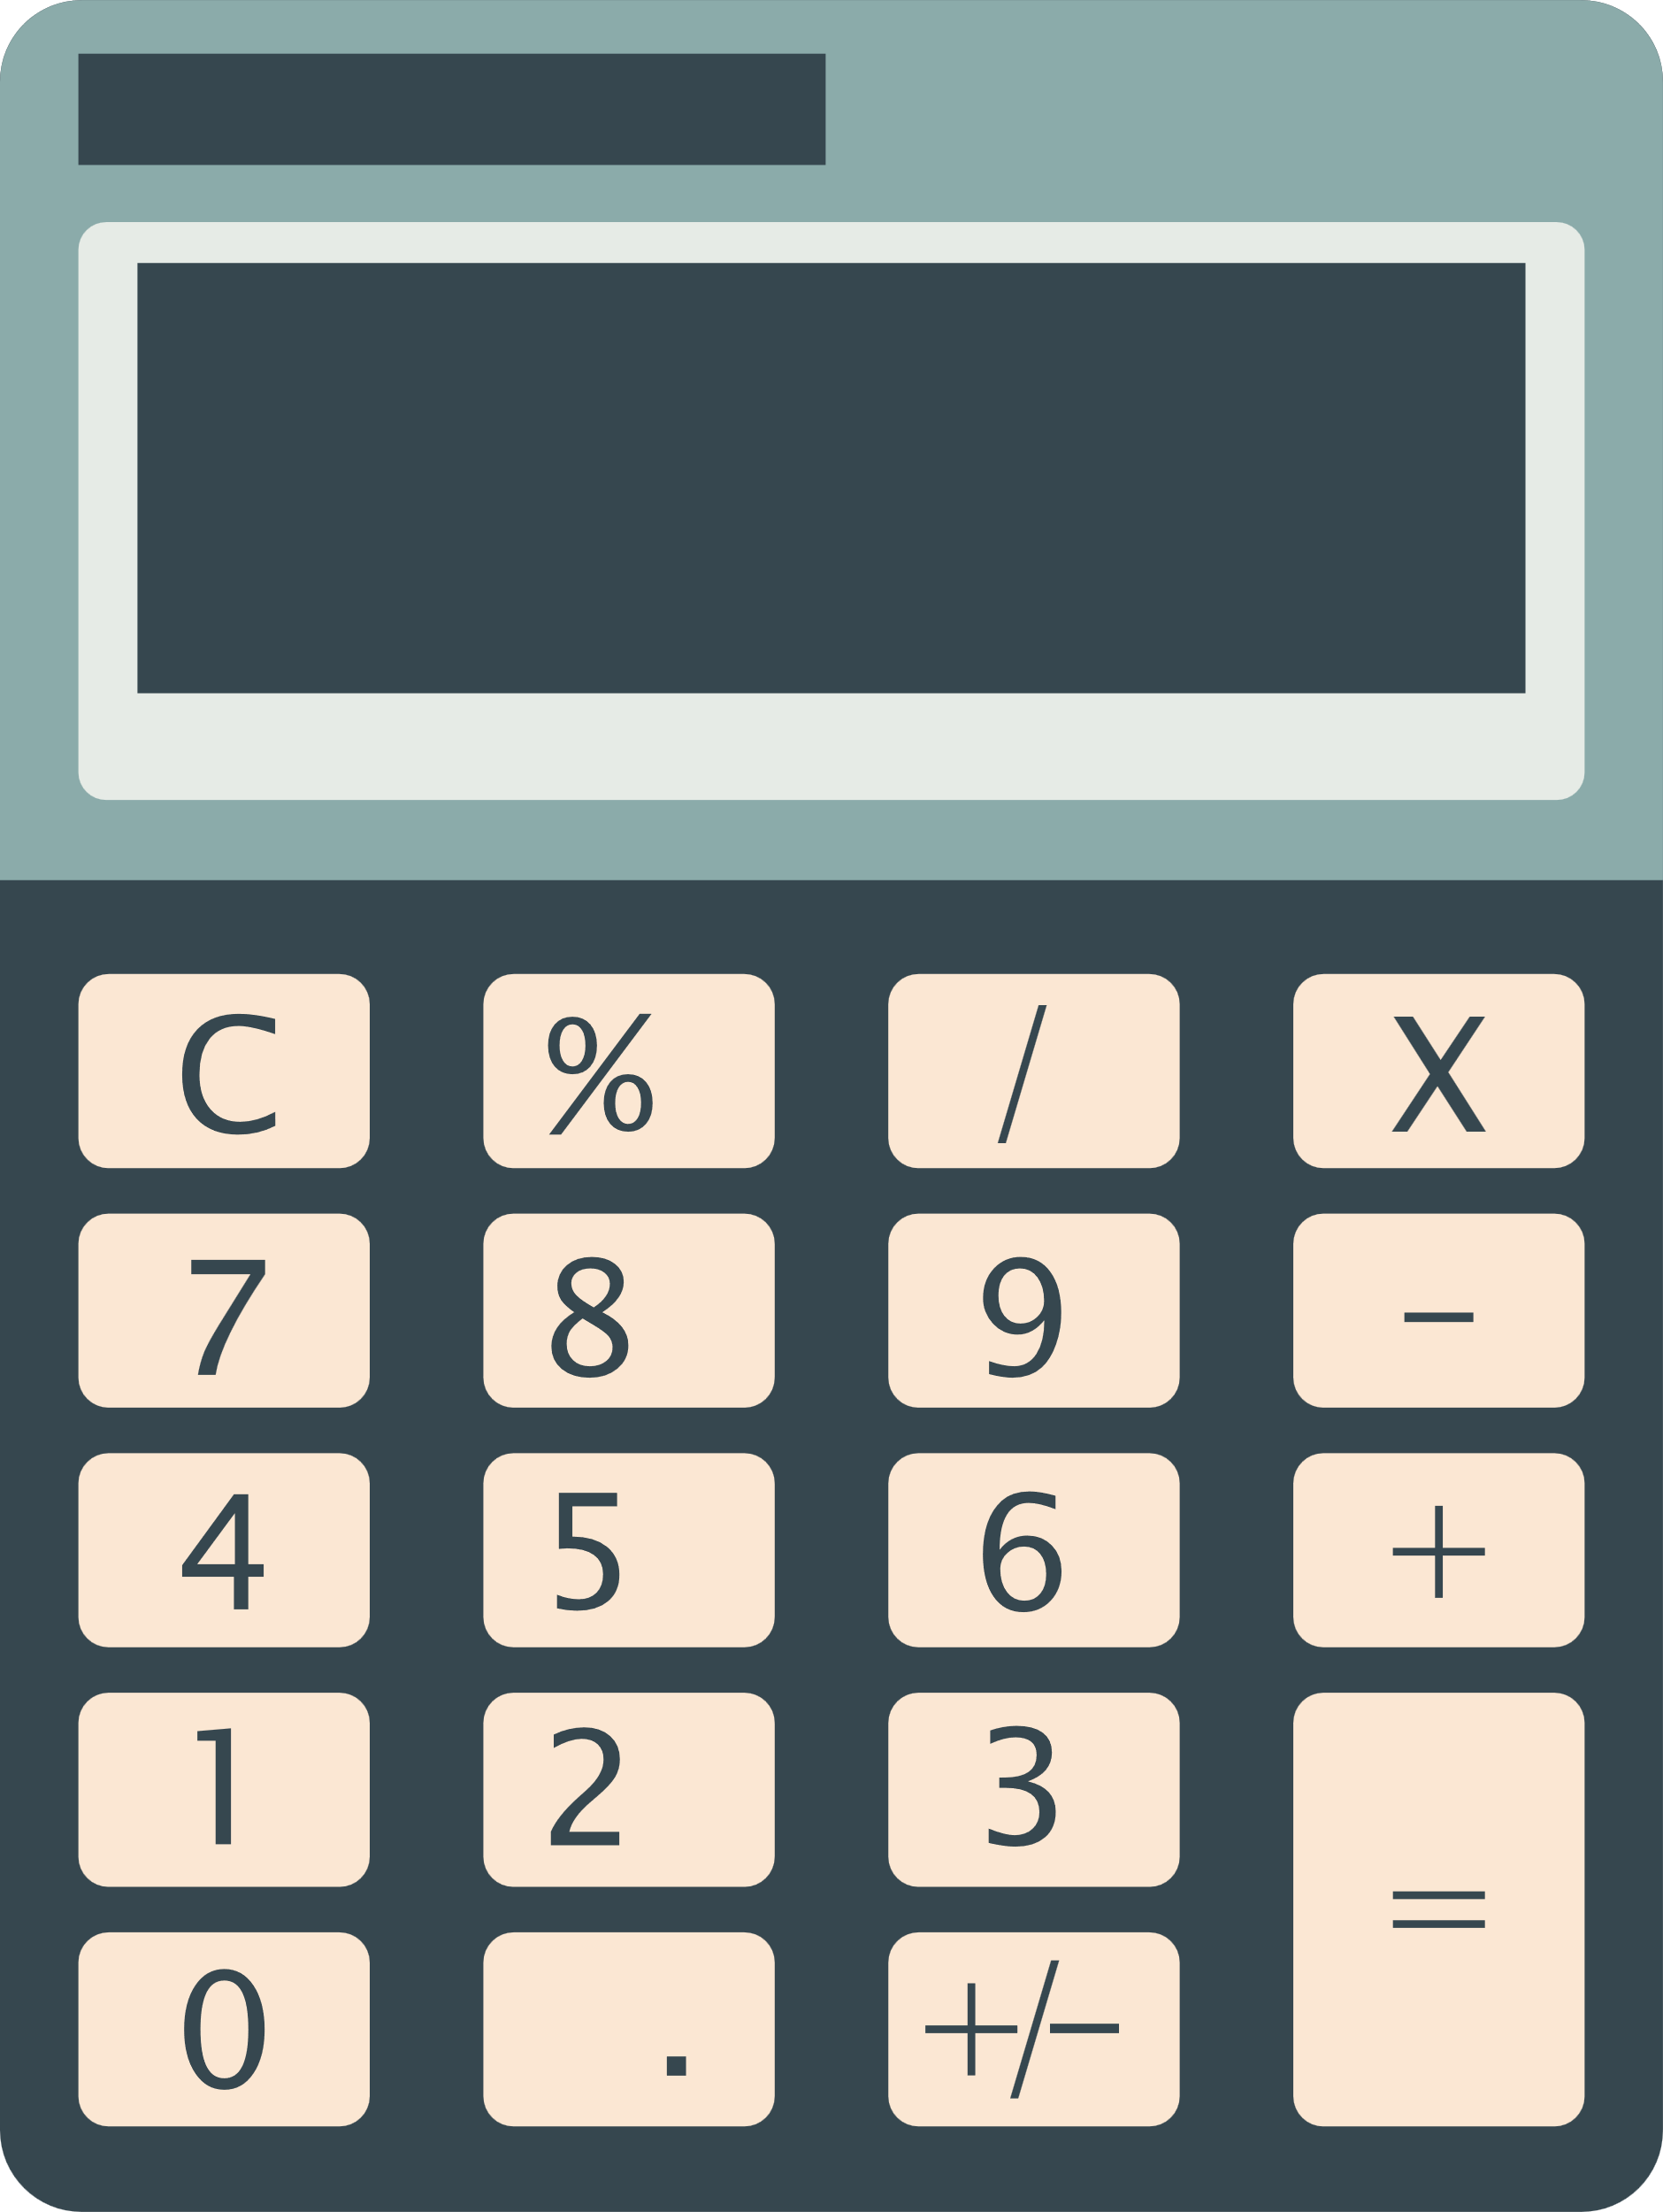 C % / X
7 8 9 −
4 5 6 +
1 2 3
=
0 . +/−